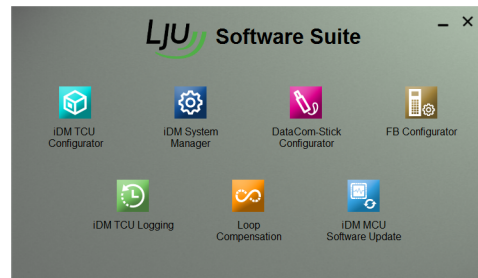 LJU Software Suite
iDM TCU
Configurator
iDM System
Manager
DataCom-Stick
Configurator
FB Configurator
iDM TCU Logging
Loop
Compensation
iDM MCU
Software Update